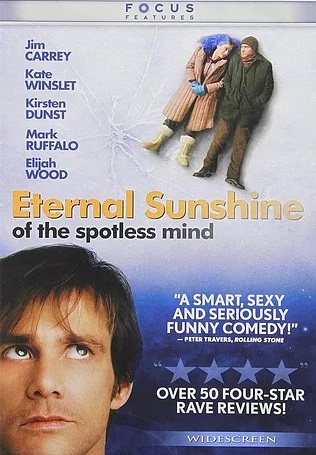 FOCUS
FEATURES
Jim
CARREY
Kate
WINSLET
Kirsten
DUNST
Mark
RUFFALO
Elijah
WOOD
Eternal Sunshine
of the spotless mind
"A SMART, SEXY
AND SERIOUSLY
FUNNY COMEDY!"
— PETER TRAVERS, ROLLING STONE
"★★★★"
OVER 50 FOUR-STAR
RAVE REVIEWS!
WIDESCREEN